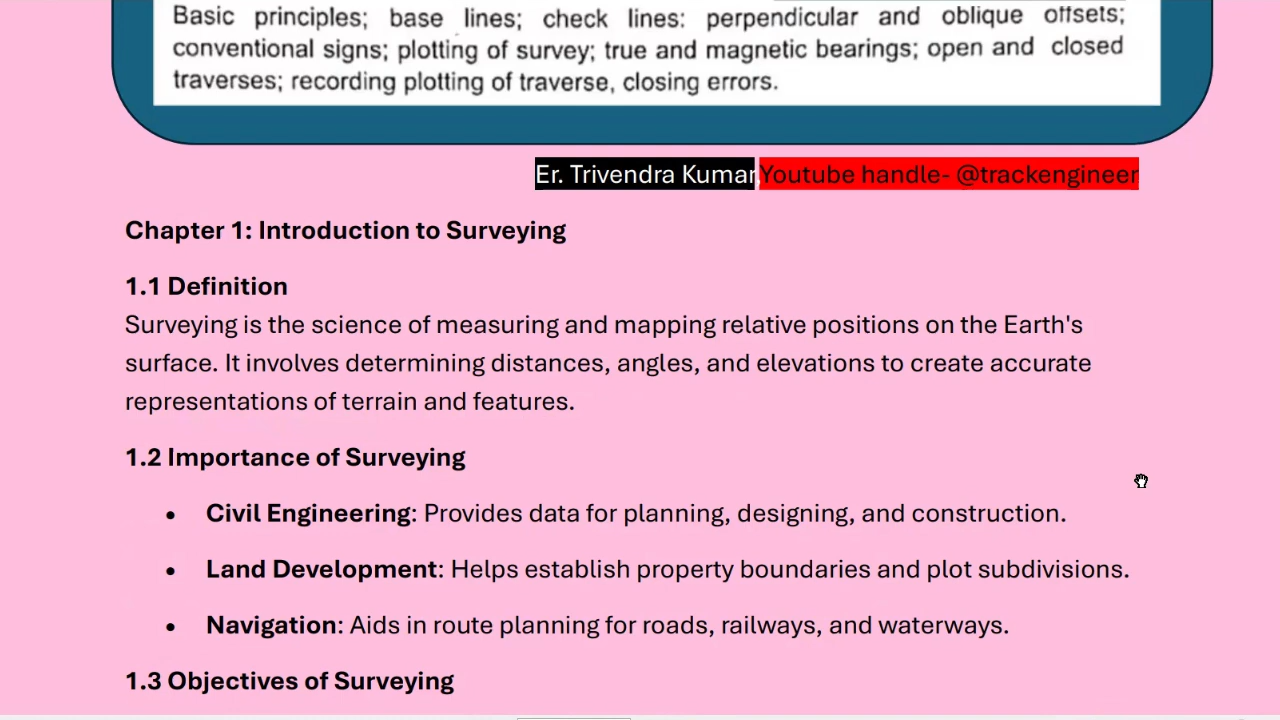 Basic principles; base lines; check lines: perpendicular and oblique offsets;
conventional signs; plotting of survey; true and magnetic bearings; open and closed
traverses; recording plotting of traverse, closing errors.
Er. Trivendra Kumar Youtube handle- @trackengineer
Chapter 1: Introduction to Surveying
1.1 Definition
Surveying is the science of measuring and mapping relative positions on the Earth's
surface. It involves determining distances, angles, and elevations to create accurate
representations of terrain and features.
1.2 Importance of Surveying
• Civil Engineering: Provides data for planning, designing, and construction.
• Land Development: Helps establish property boundaries and plot subdivisions.
• Navigation: Aids in route planning for roads, railways, and waterways.
1.3 Objectives of Surveying